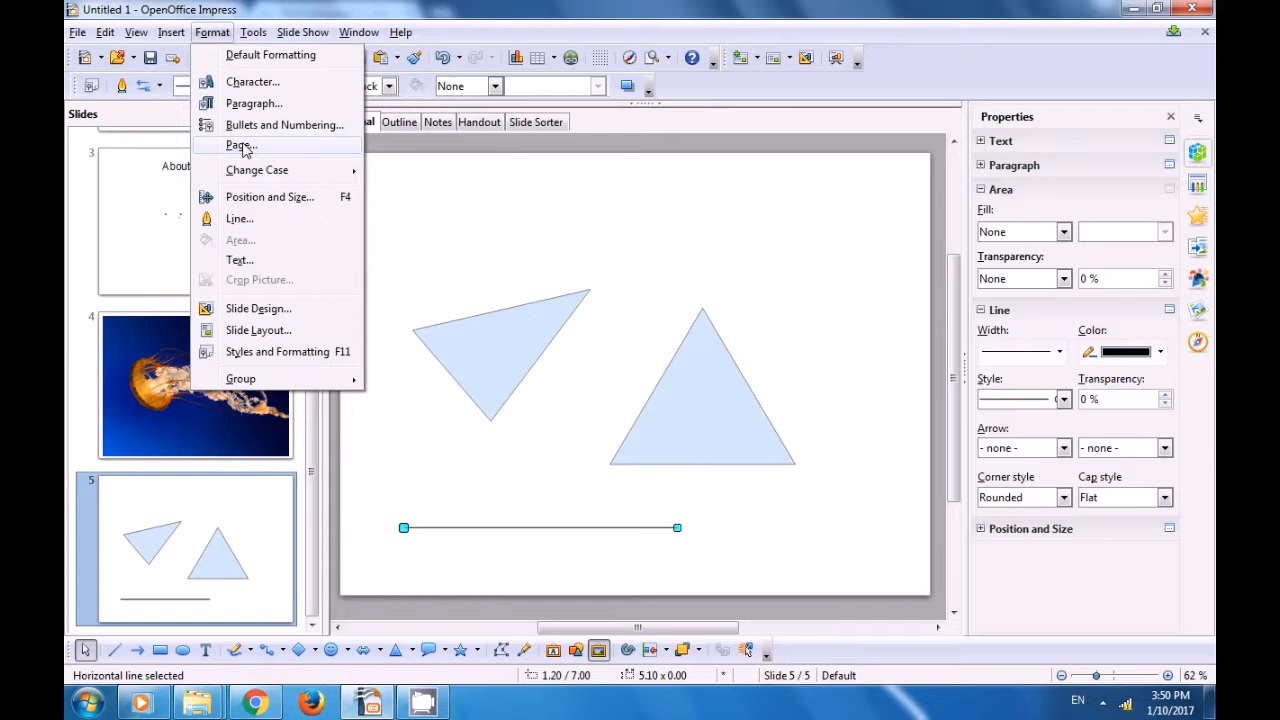 Untitled 1 - OpenOffice Impress
File Edit View Insert Format Tools Slide Show Window Help
Default Formatting
Character...
Paragraph...
Bullets and Numbering...
Page...
Change Case
Position and Size... F4
Line...
Area...
Text...
Crop Picture...
Slide Design...
Slide Layout...
Styles and Formatting F11
Group
None
Slides
Outline Notes Handout Slide Sorter
3
About
4
5
Properties
Text
Paragraph
Area
Fill:
None
Transparency:
None 0 %
Line
Width: Color:
Style: Transparency:
0 %
Arrow:
- none - - none -
Corner style Cap style
Rounded Flat
Position and Size
Horizontal line selected 1.20 / 7.00 5.10 x 0.00 * Slide 5 / 5 Default 62 %
EN
3:50 PM
1/10/2017